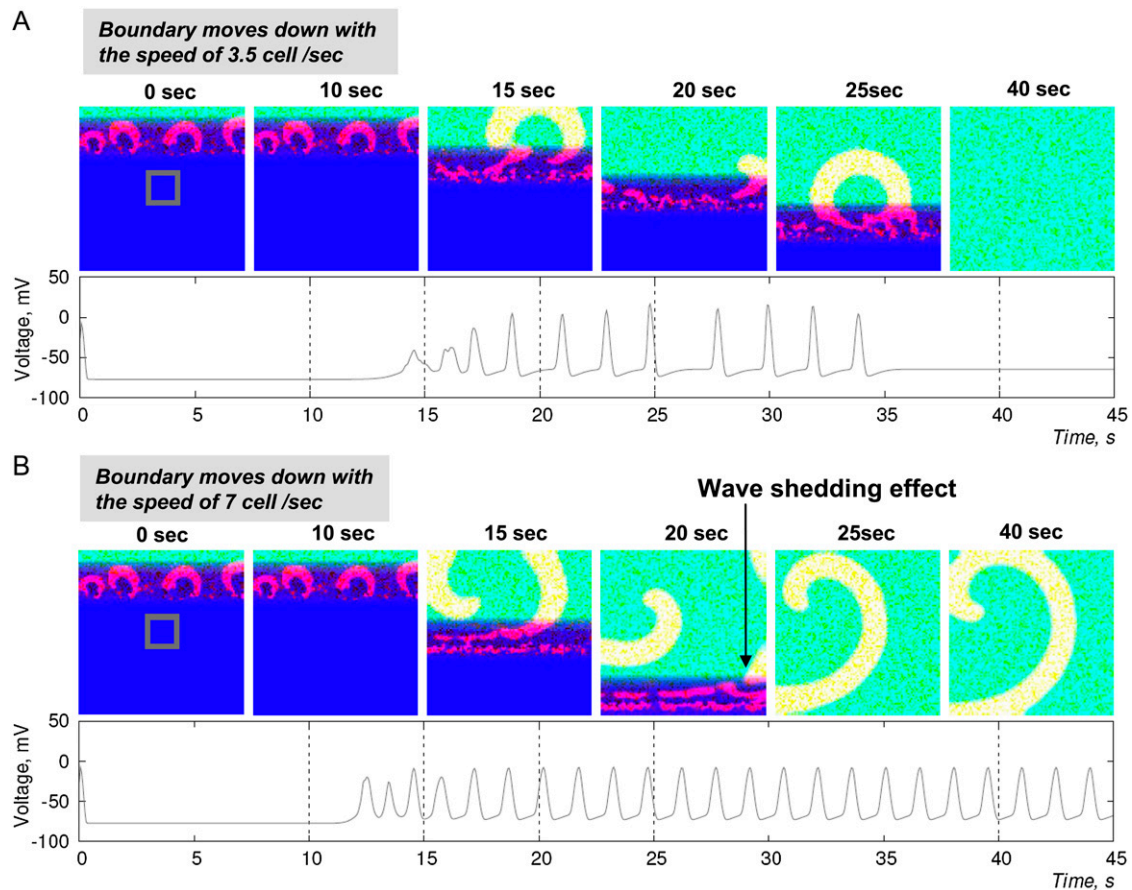 A
Boundary moves down with
the speed of 3.5 cell /sec
0 sec 10 sec 15 sec 20 sec 25sec 40 sec
50
0
-50
-100
Voltage, mV
0 5 10 15 20 25 30 35 40 45
Time, s
B
Boundary moves down with
the speed of 7 cell /sec
Wave shedding effect
0 sec 10 sec 15 sec 20 sec 25sec 40 sec
50
0
-50
-100
Voltage, mV
0 5 10 15 20 25 30 35 40 45
Time, s